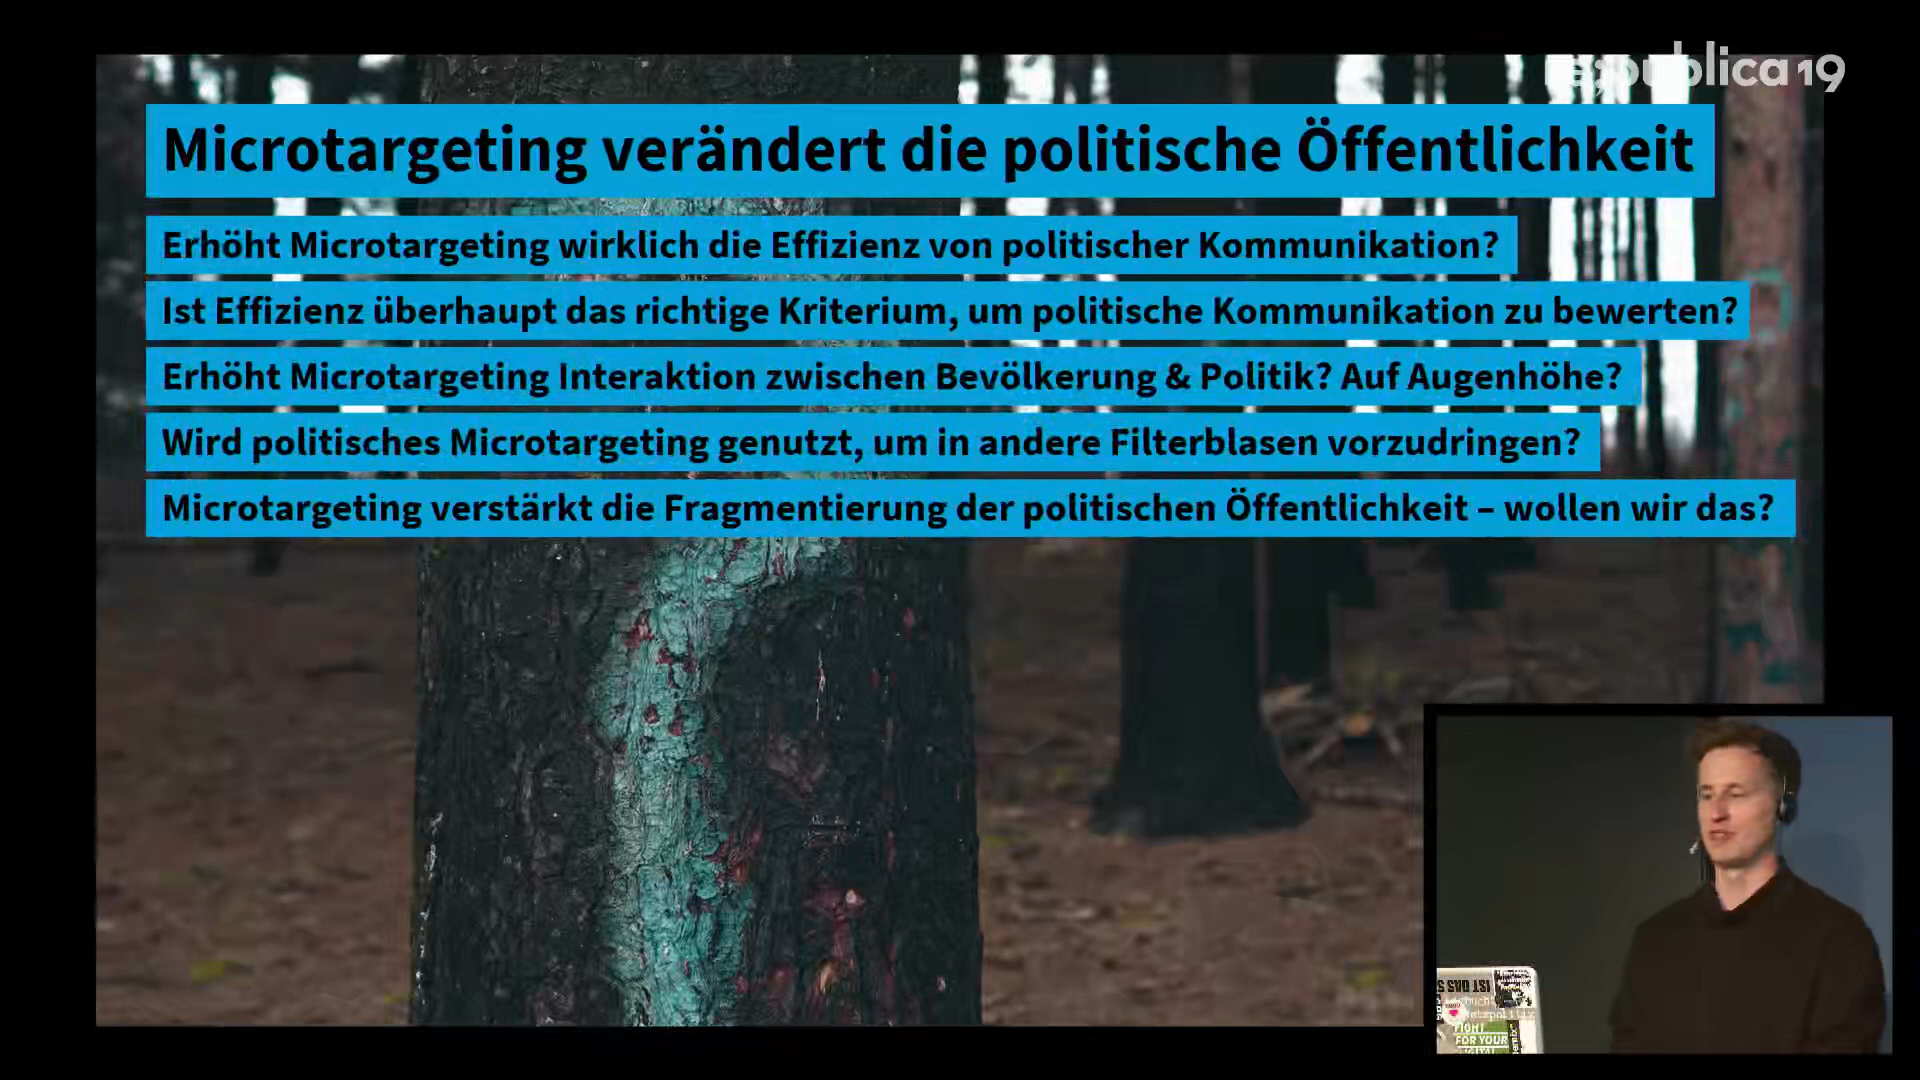 re;publica19
Microtargeting verändert die politische Öffentlichkeit
Erhöht Microtargeting wirklich die Effizienz von politischer Kommunikation?
Ist Effizienz überhaupt das richtige Kriterium, um politische Kommunikation zu bewerten?
Erhöht Microtargeting Interaktion zwischen Bevölkerung & Politik? Auf Augenhöhe?
Wird politisches Microtargeting genutzt, um in andere Filterblasen vorzudringen?
Microtargeting verstärkt die Fragmentierung der politischen Öffentlichkeit – wollen wir das?
IST DAS
FIGHT
FOR YOUR